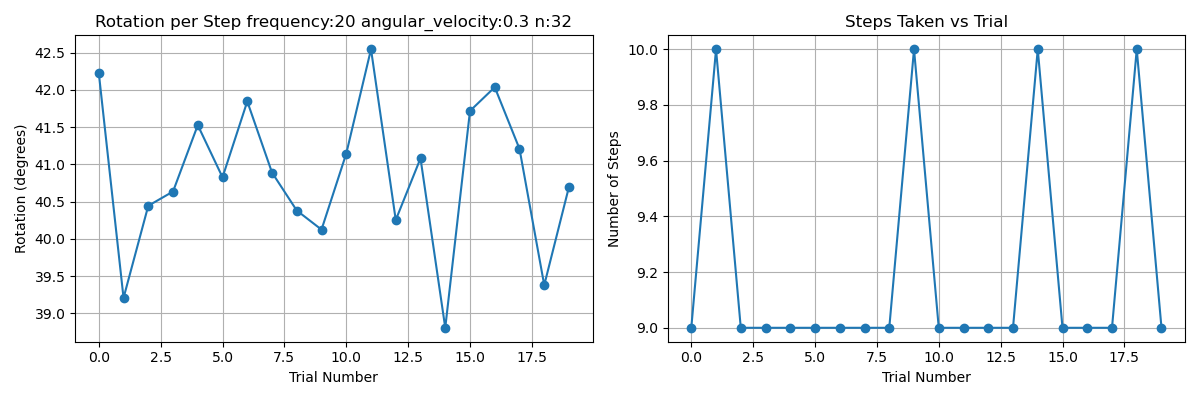 Rotation per Step frequency:20 angular_velocity:0.3 n:32
42.5
42.0
41.5
41.0
40.5
40.0
39.5
39.0
Rotation (degrees)
0.0 2.5 5.0 7.5 10.0 12.5 15.0 17.5
Trial Number
Steps Taken vs Trial
10.0
9.8
9.6
9.4
9.2
9.0
Number of Steps
0.0 2.5 5.0 7.5 10.0 12.5 15.0 17.5
Trial Number